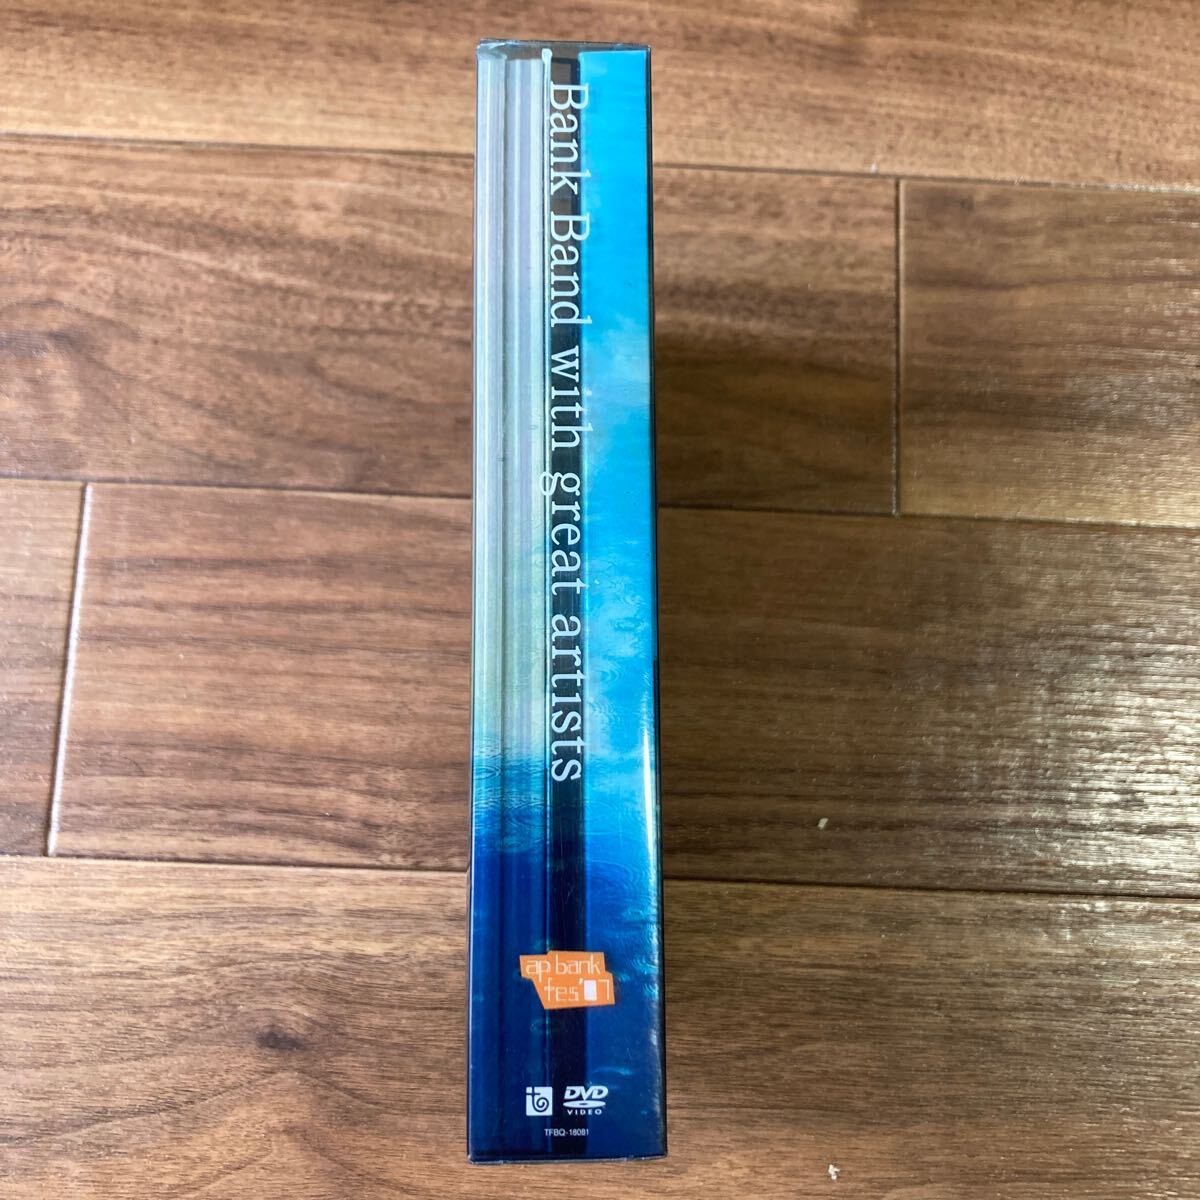 Bank Band with great artists
ap bank
fes'07
DVD
VIDEO
TFBQ-18081